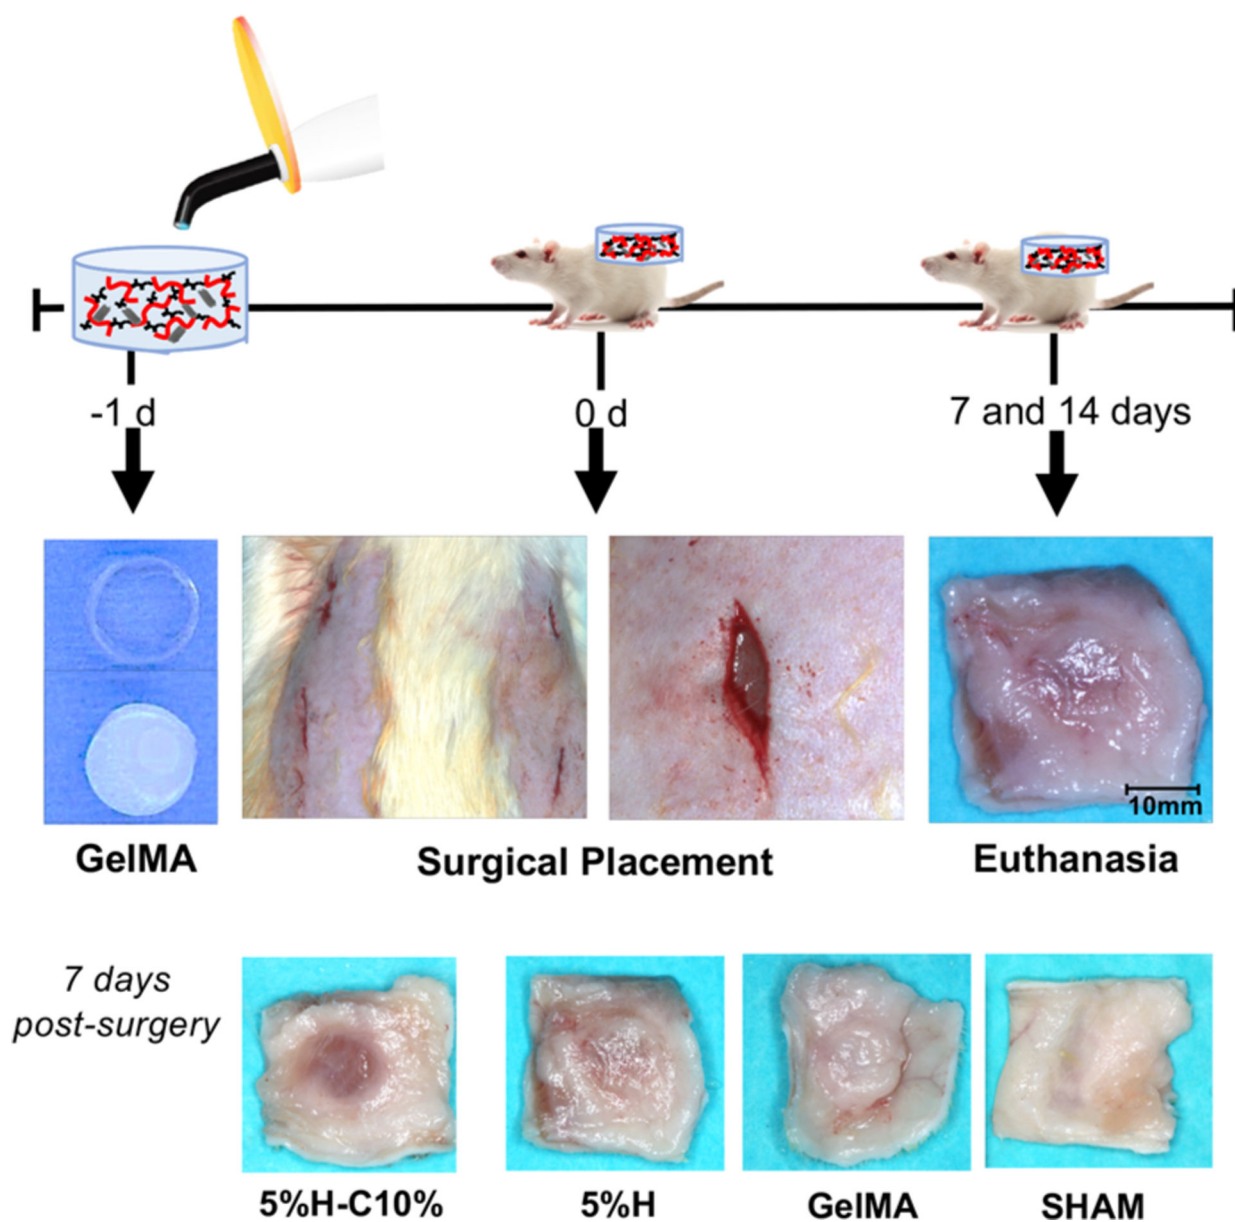 -1 d
0 d
7 and 14 days
10mm
GelMA
Surgical Placement
Euthanasia
7 days
post-surgery
5%H-C10%
5%H
GelMA
SHAM